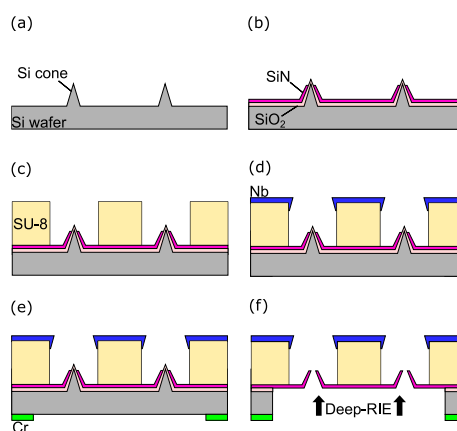 (a)
Si cone
Si wafer
(b)
SiN
SiO₂
(c)
SU-8
(d)
Nb
(e)
Cr
(f)
Deep-RIE